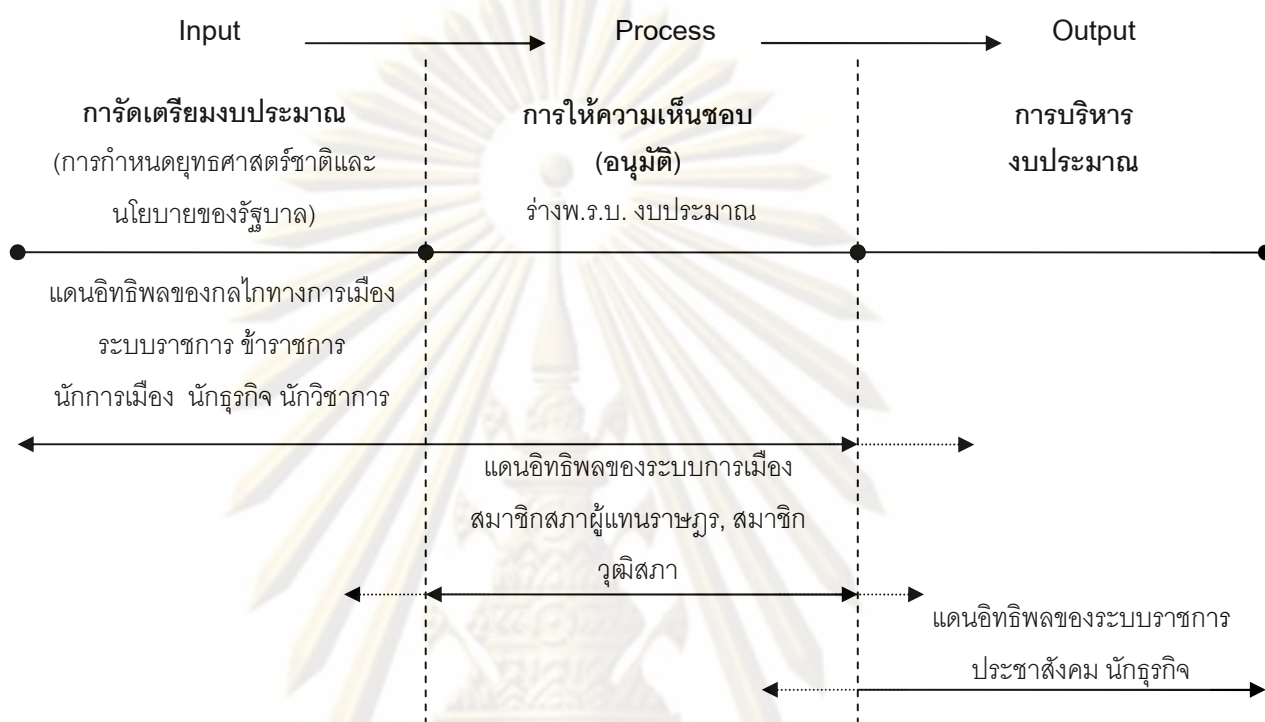 Input
Process
Output
การัดเตรียมงบประมาณ
(การกำหนดยุทธศาสตร์ชาติและ
นโยบายของรัฐบาล)
การให้ความเห็นชอบ
(อนุมัติ)
ร่างพ.ร.บ. งบประมาณ
การบริหาร
งบประมาณ
แดนอิทธิพลของกลไกทางการเมือง
ระบบราชการ ข้าราชการ
นักการเมือง นักธุรกิจ นักวิชาการ
แดนอิทธิพลของระบบการเมือง
สมาชิกสภาผู้แทนราษฎร, สมาชิก
วุฒิสภา
แดนอิทธิพลของระบบราชการ
ประชาสังคม นักธุรกิจ